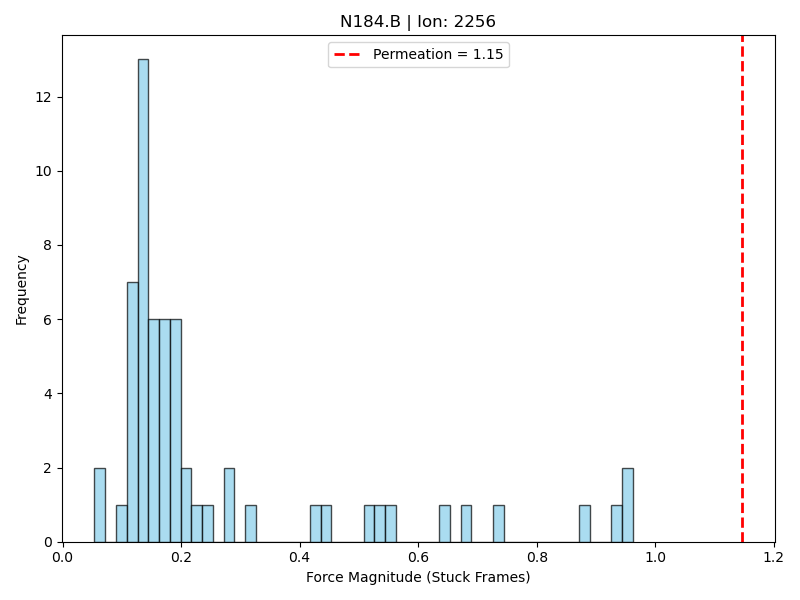 N184.B | Ion: 2256
Permeation = 1.15
Frequency
12
10
8
6
4
2
0
0.0 0.2 0.4 0.6 0.8 1.0 1.2
Force Magnitude (Stuck Frames)